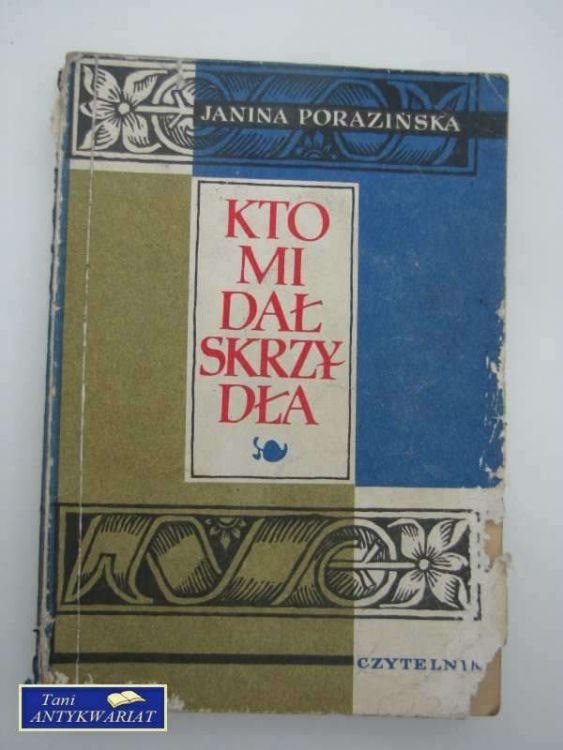 JANINA PORAZIŃSKA
KTO
MI
DAŁ
SKRZY-
DŁA
CZYTELNIK
Tani
ANTYKWARIAT